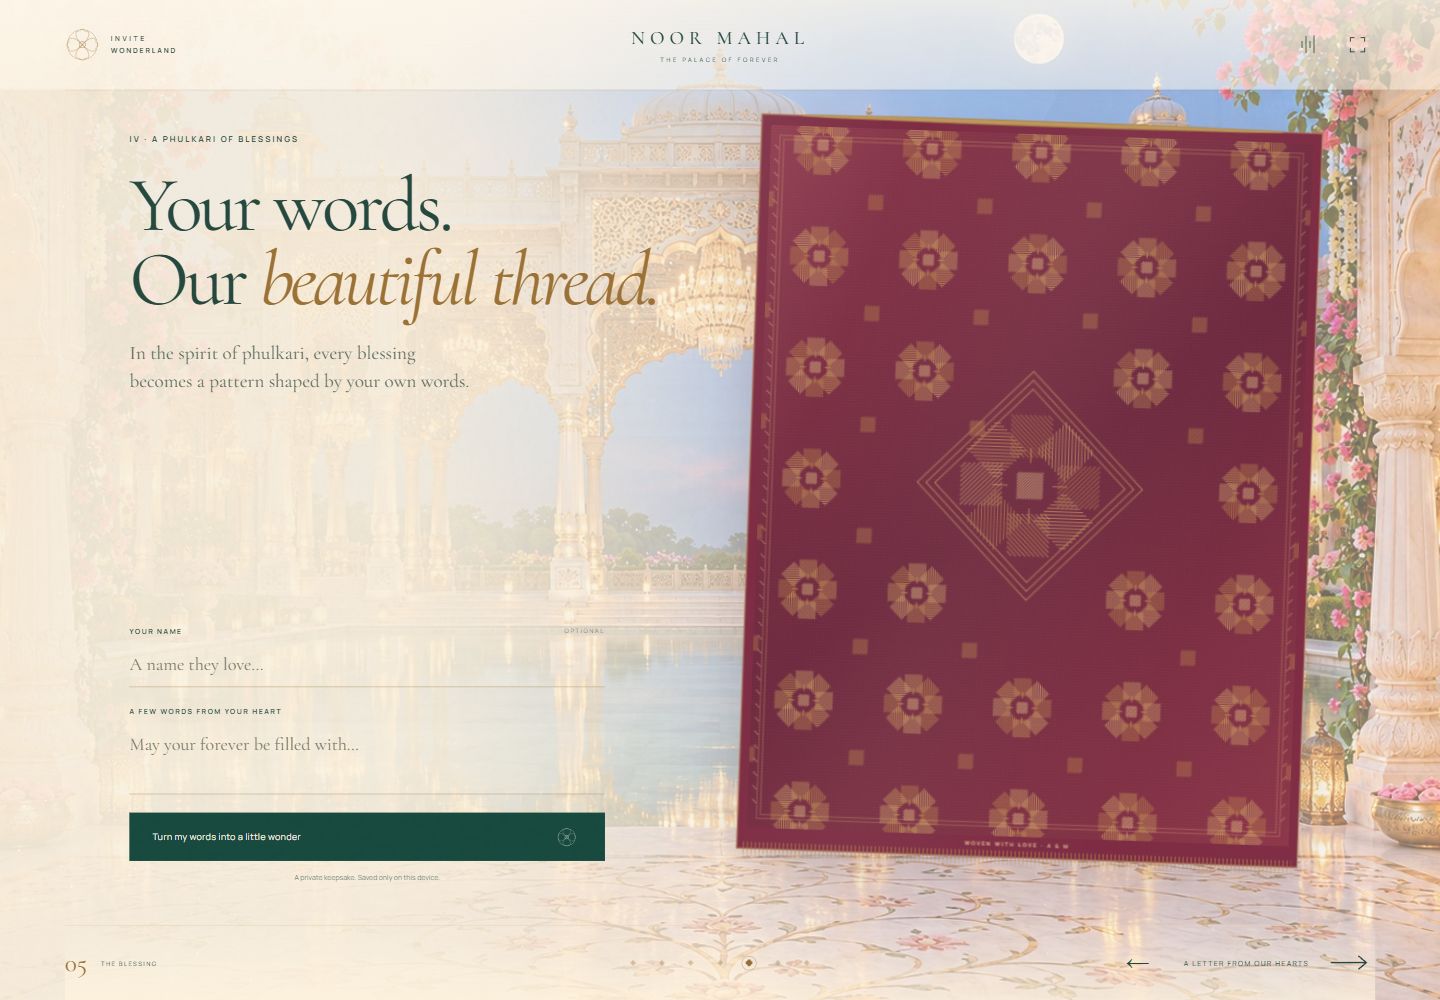 INVITE
WONDERLAND
NOOR MAHAL
THE PALACE OF FOREVER
IV · A PHULKARI OF BLESSINGS
Your words.
Our beautiful thread.
In the spirit of phulkari, every blessing
becomes a pattern shaped by your own words.
YOUR NAME
OPTIONAL
A name they love...
A FEW WORDS FROM YOUR HEART
May your forever be filled with...
Turn my words into a little wonder
A private keepsake. Saved only on this device.
WOVEN WITH LOVE · A & W
05
THE BLESSING
A LETTER FROM OUR HEARTS